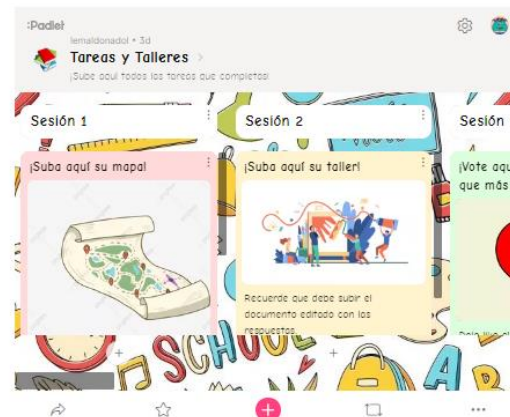 :Padlet
lemaldonadol • 3d
Tareas y Talleres >
¡Sube aquí todas las tareas que completes!
Sesión 1
Sesión 2
Sesión
¡Suba aquí su mapa!
¡Suba aquí su taller!
¡Vote aqu
que más
Recuerde que debe subir el
documento editado con las
respuestas.
SCHOOL
AB